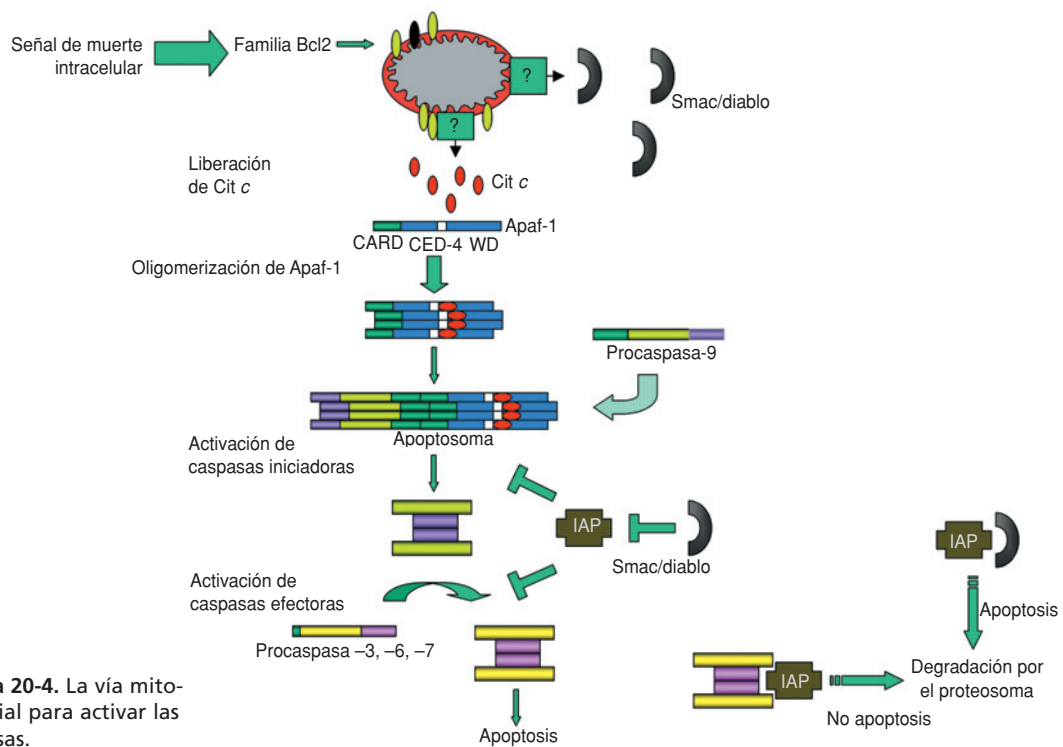 Señal de muerte
intracelular
Familia Bcl2
?
?
Smac/diablo
Liberación
de Cit c
Cit c
Apaf-1
CARD CED-4 WD
Oligomerización de Apaf-1
Procaspasa-9
Apoptosoma
Activación de
caspasas iniciadoras
IAP
Smac/diablo
IAP
Activación de
caspasas efectoras
Apoptosis
Procaspasa –3, –6, –7
IAP
Degradación por
el proteosoma
No apoptosis
Apoptosis
20-4. La vía mito-
para activar las